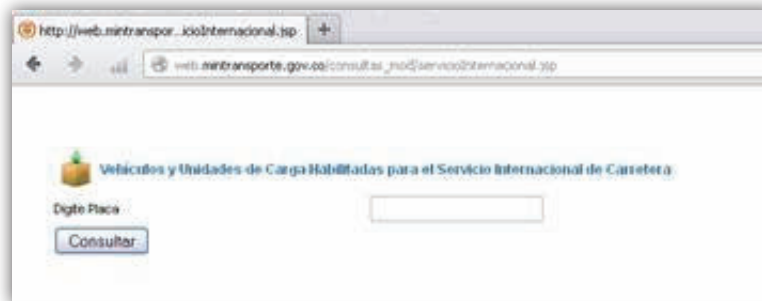 http://web.mintranspor...icioInternacional.jsp
web.mintransporte.gov.co/consultas_mod/servicioInternacional.jsp
Vehículos y Unidades de Carga Habilitadas para el Servicio Internacional de Carretera
Digite Placa
Consultar